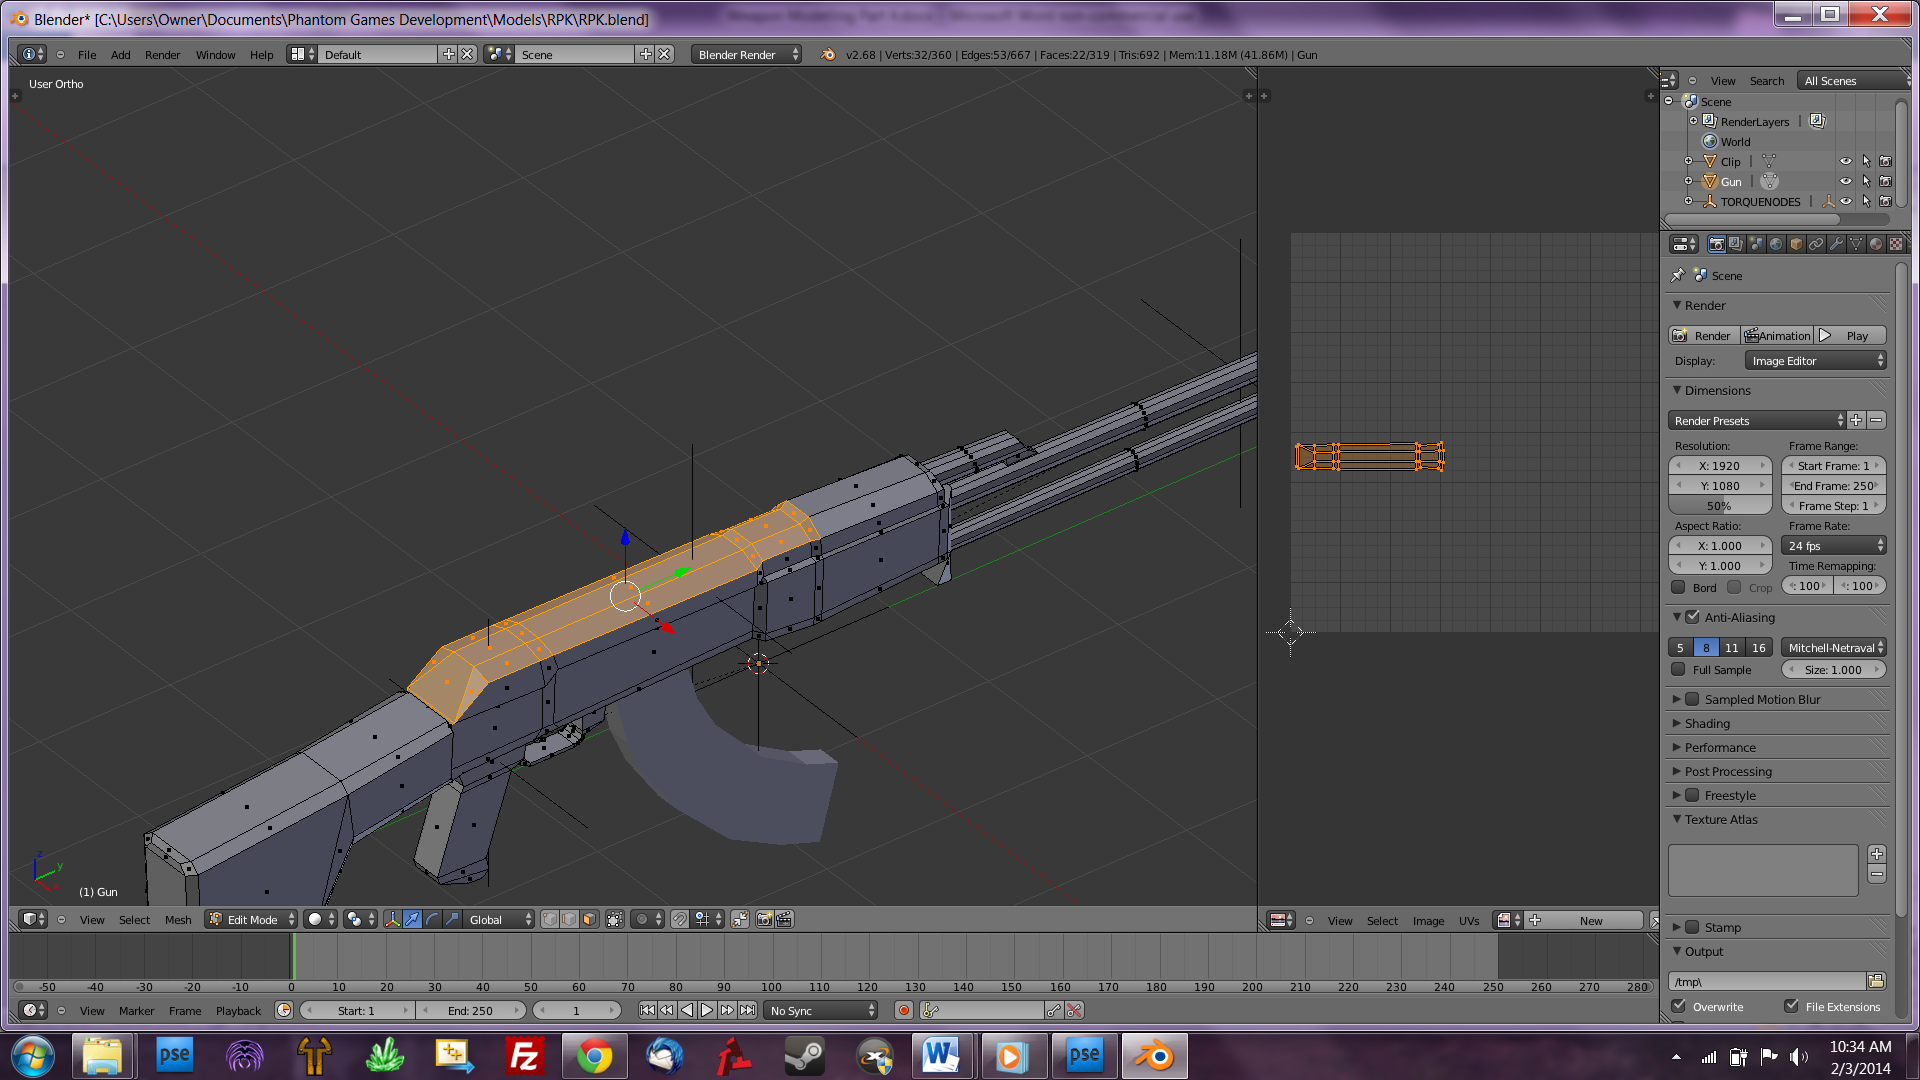 Blender* [C:\Users\Owner\Documents\Phantom Games Development\Models\RPK\RPK.blend]
File Add Render Window Help Default Scene Blender Render v2.68 | Verts:32/360 | Edges:53/667 | Faces:22/319 | Tris:692 | Mem:11.18M (41.86M) | Gun
User Ortho
View Search All Scenes
Scene
RenderLayers |
World
Clip |
Gun |
TORQUENODES |
Scene
Render
Render Animation Play
Display: Image Editor
Dimensions
Render Presets
Resolution: Frame Range:
X: 1920 Start Frame: 1
Y: 1080 End Frame: 250
50% Frame Step: 1
Aspect Ratio: Frame Rate:
X: 1.000 24 fps
Y: 1.000 Time Remapping:
Bord Crop : 100 : 100
Anti-Aliasing
5 8 11 16 Mitchell-Netraval
Full Sample Size: 1.000
Sampled Motion Blur
Shading
Performance
Post Processing
Freestyle
Texture Atlas
Stamp
Output
/tmp\
Overwrite File Extensions
z
y
x
(1) Gun
View Select Mesh Edit Mode Global
View Select Image UVs New
-50 -40 -30 -20 -10 0 10 20 30 40 50 60 70 80 90 100 110 120 130 140 150 160 170 180 190 200 210 220 230 240 250 260 270 280
View Marker Frame Playback Start: 1 End: 250 1 No Sync
pse
Fz
W
pse
10:34 AM
2/3/2014